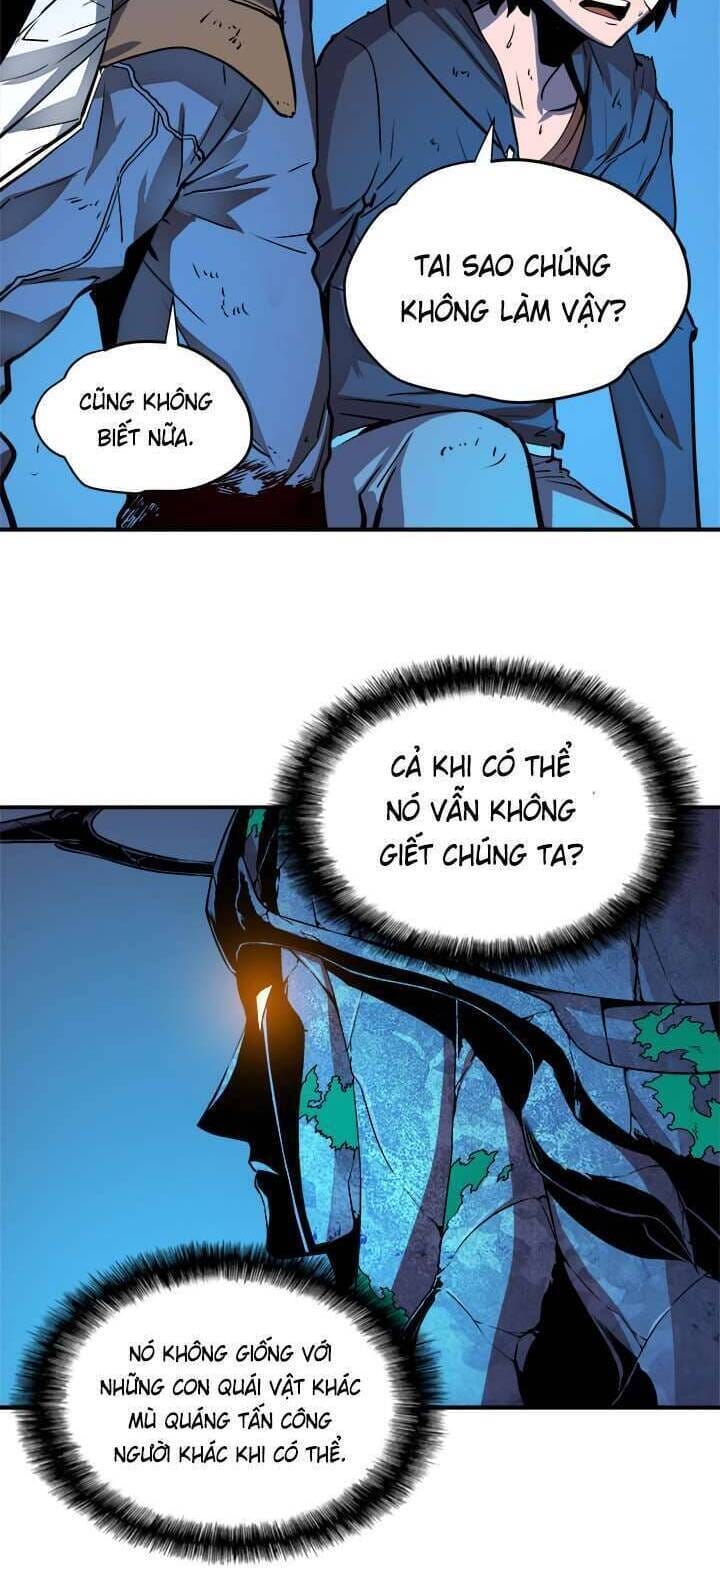 TAI SAO CHÚNG
KHÔNG LÀM VẬY?
CŨNG KHÔNG
BIẾT NỮA.
CẢ KHI CÓ THỂ
NÓ VẪN KHÔNG
GIẾT CHÚNG TA?
NÓ KHÔNG GIỐNG VỚI
NHỮNG CON QUÁI VẬT KHÁC
MÙ QUÁNG TẤN CÔNG
NGƯỜI KHÁC KHI CÓ THỂ.